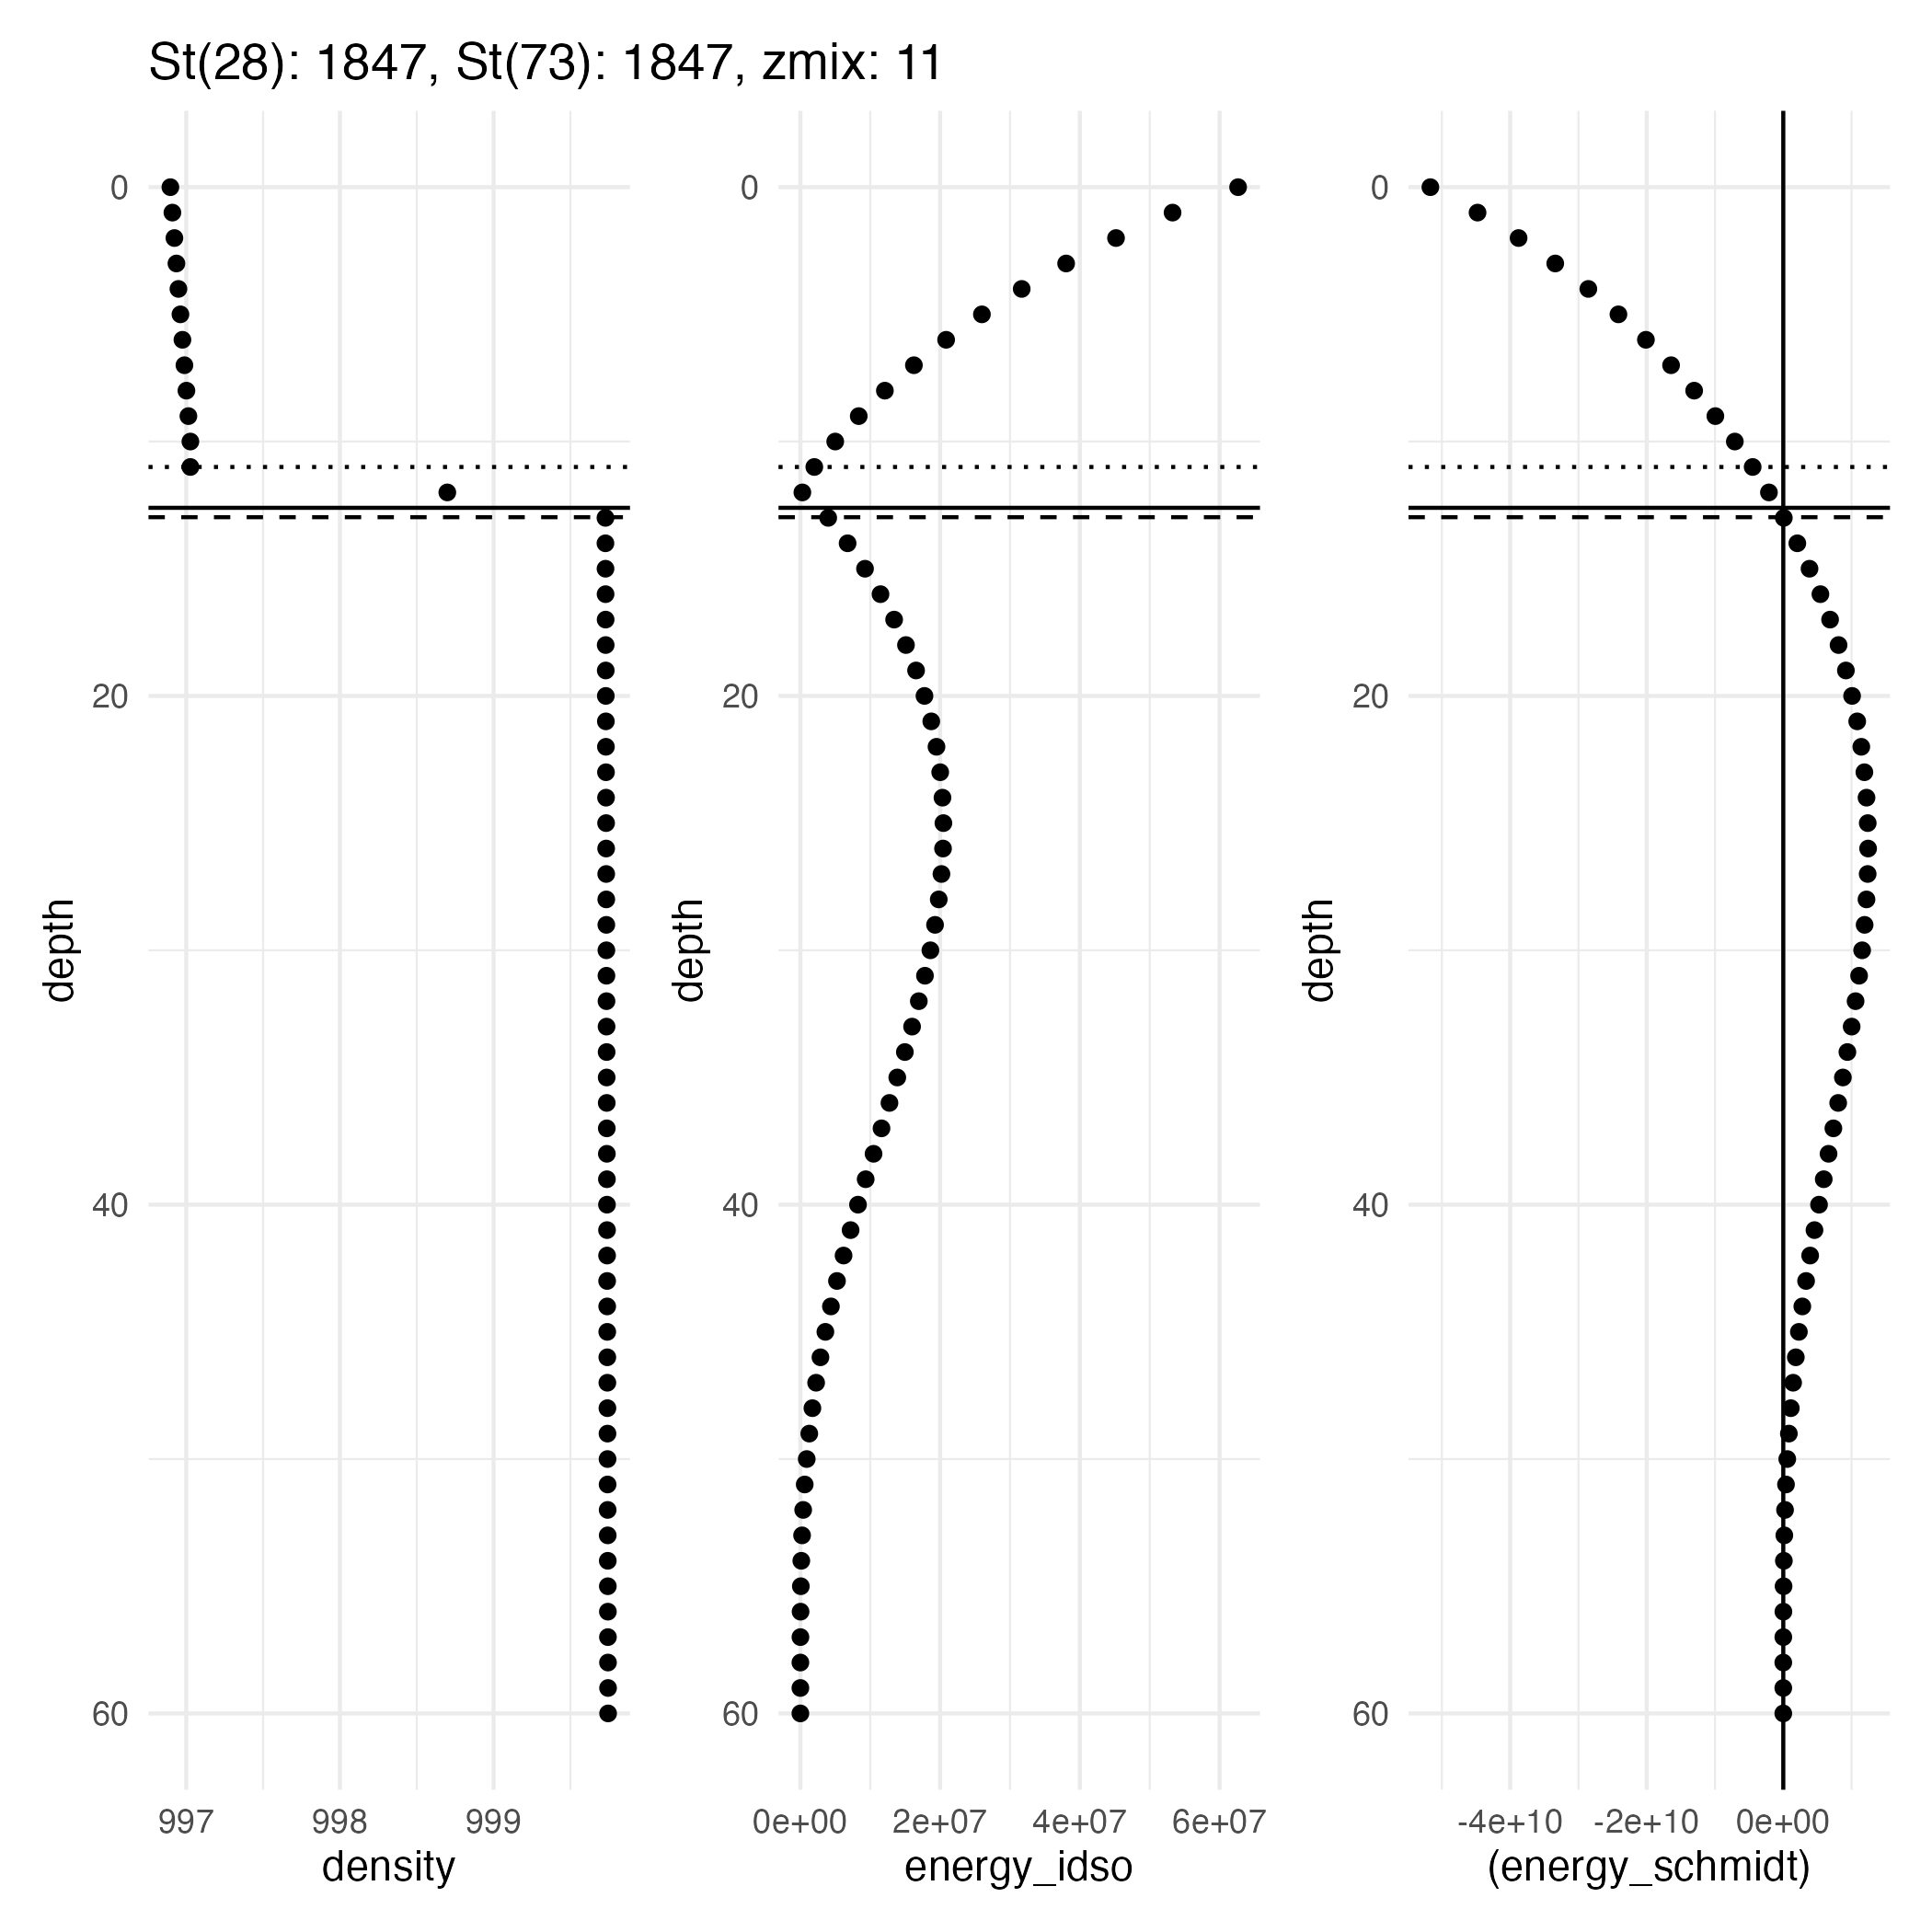 St(28): 1847, St(73): 1847, zmix: 11
0
20
40
60
depth
997 998 999
density
0
20
40
60
depth
0e+00 2e+07 4e+07 6e+07
energy_idso
0
20
40
60
depth
-4e+10 -2e+10 0e+00
(energy_schmidt)